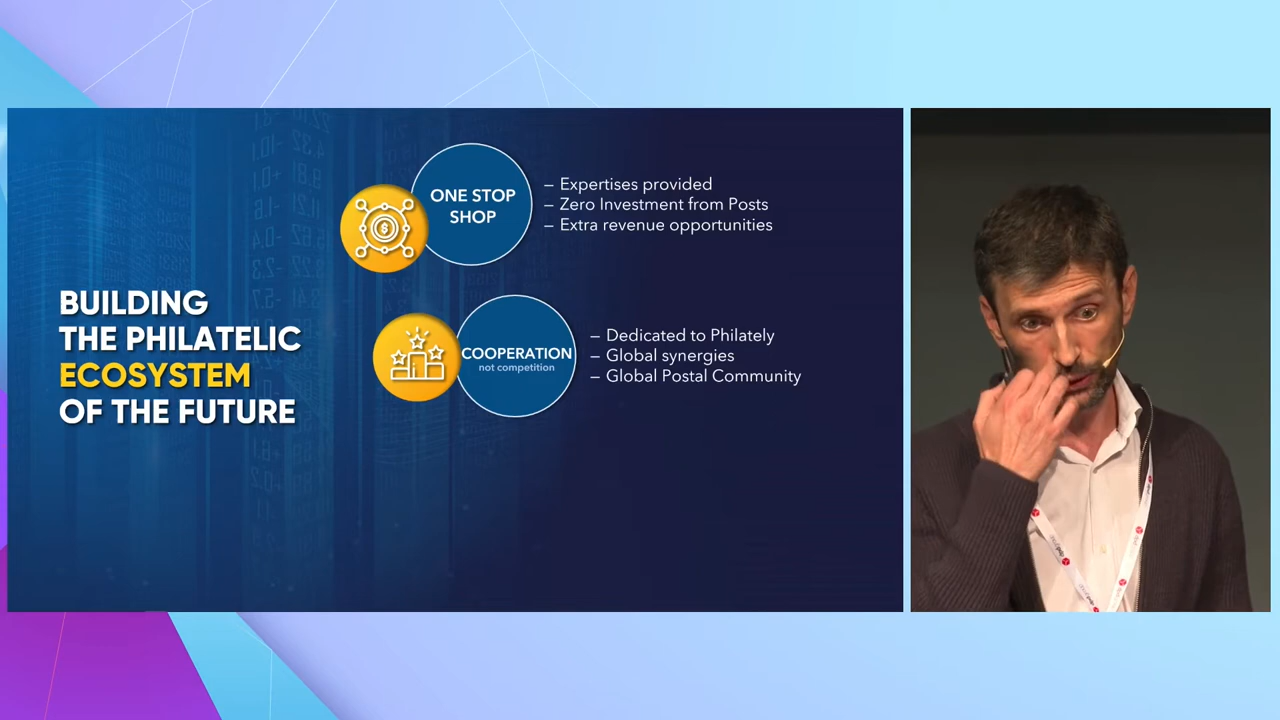 BUILDING
THE PHILATELIC
ECOSYSTEM
OF THE FUTURE
ONE STOP
SHOP
– Expertises provided
– Zero Investment from Posts
– Extra revenue opportunities
COOPERATION
not competition
– Dedicated to Philately
– Global synergies
– Global Postal Community